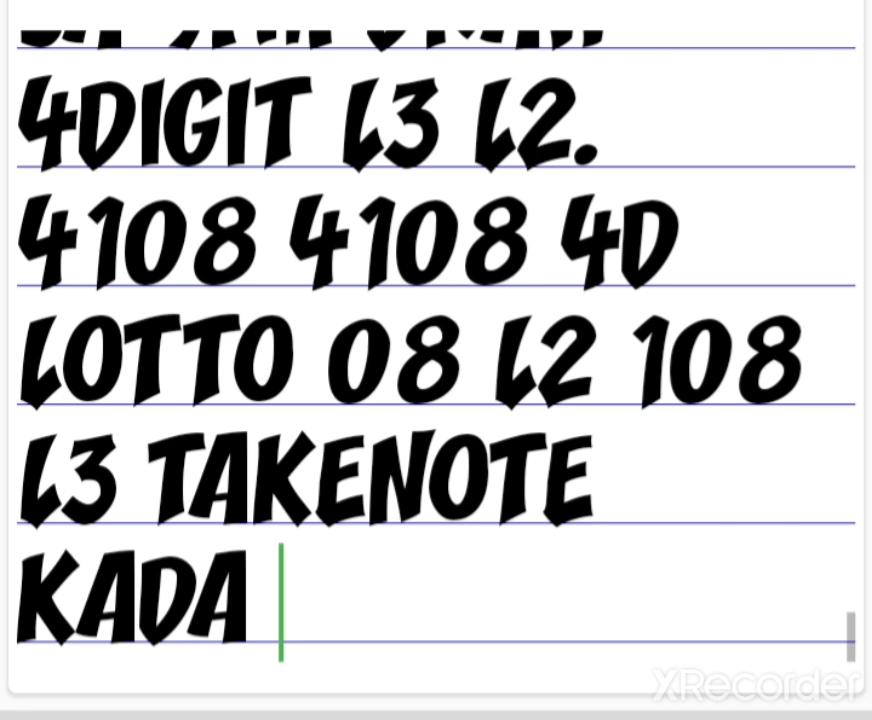 4DIGIT L3 L2.
4108 4108 4D
LOTTO 08 L2 108
L3 TAKENOTE
KADA
XRecorder